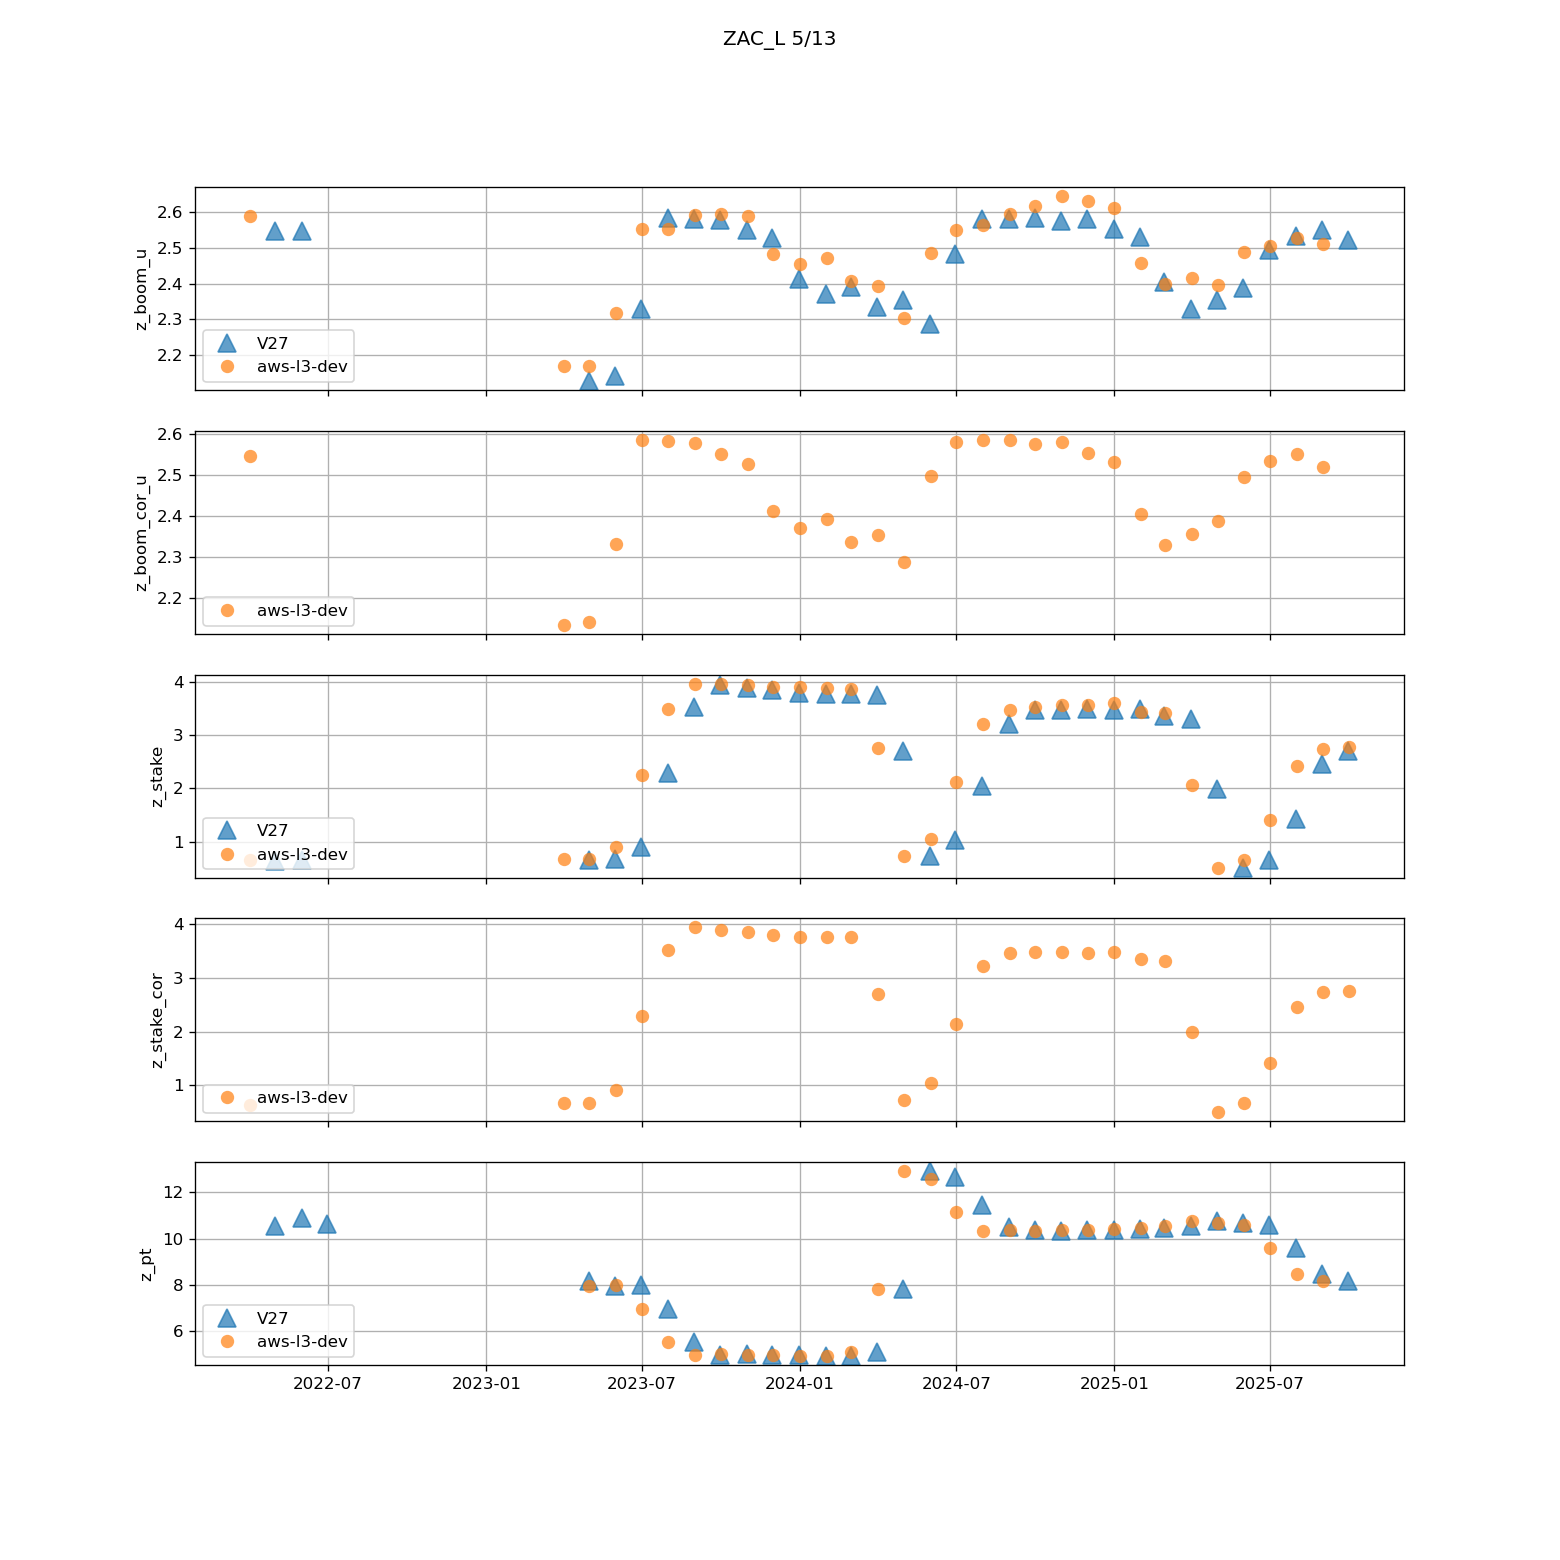 ZAC_L 5/13
z_boom_u
2.6
2.5
2.4
2.3
2.2
V27
aws-l3-dev
z_boom_cor_u
2.6
2.5
2.4
2.3
2.2
aws-l3-dev
z_stake
4
3
2
1
V27
aws-l3-dev
z_stake_cor
4
3
2
1
aws-l3-dev
z_pt
12
10
8
6
V27
aws-l3-dev
2022-07 2023-01 2023-07 2024-01 2024-07 2025-01 2025-07